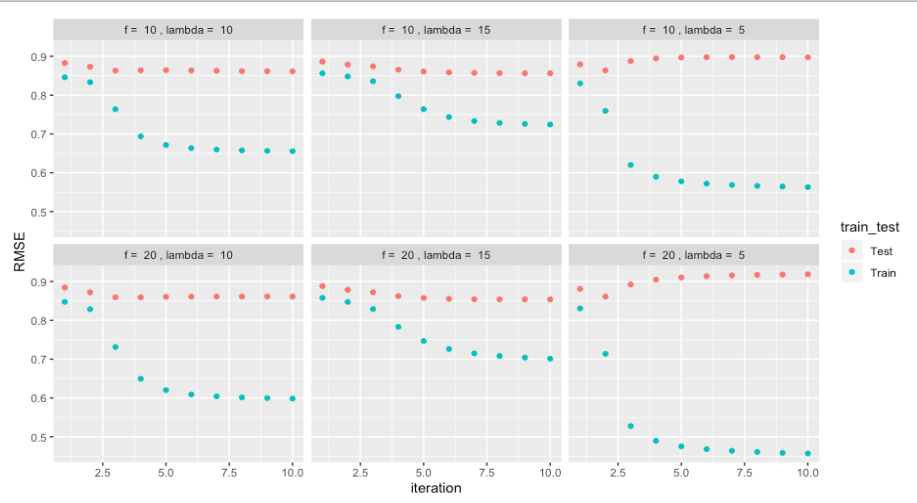 f = 10 , lambda = 10
f = 10 , lambda = 15
f = 10 , lambda = 5
0.9
0.8
0.7
0.6
0.5
f = 20 , lambda = 10
f = 20 , lambda = 15
f = 20 , lambda = 5
0.9
0.8
0.7
0.6
0.5
RMSE
2.5 5.0 7.5 10.0
2.5 5.0 7.5 10.0
2.5 5.0 7.5 10.0
iteration
train_test
Test
Train